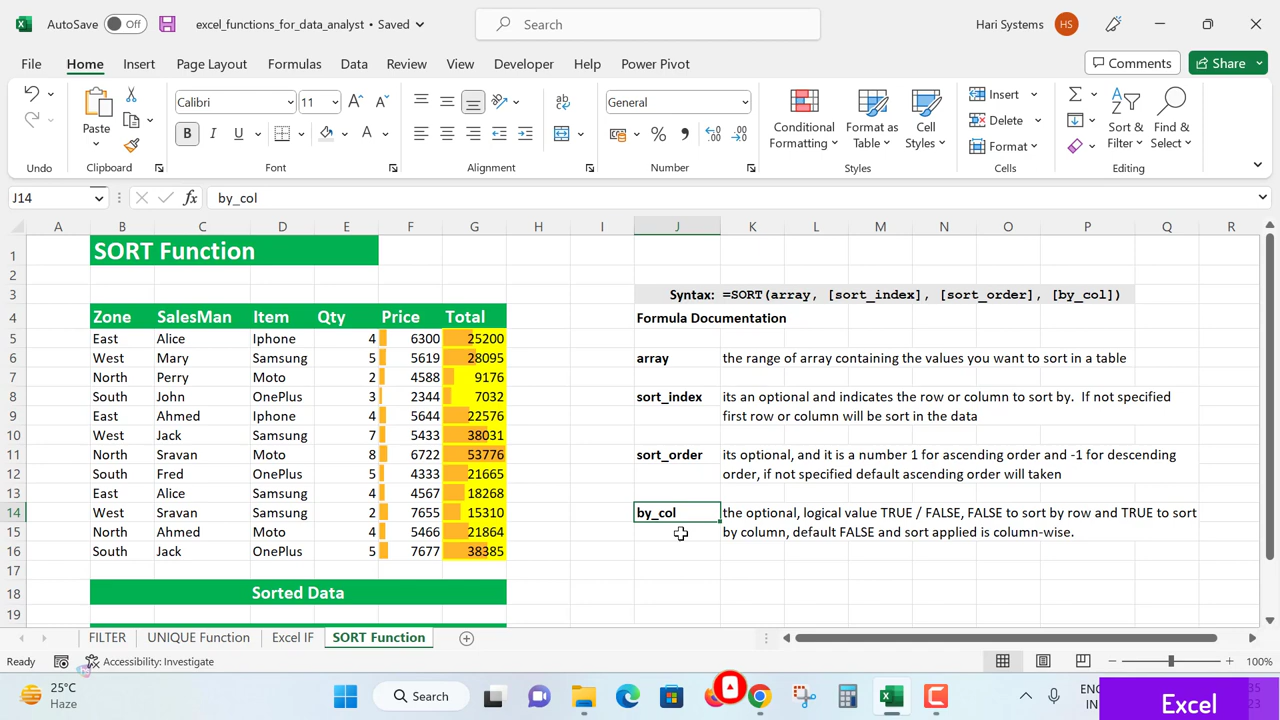 AutoSave Off excel_functions_for_data_analyst • Saved Search Hari Systems HS
File Home Insert Page Layout Formulas Data Review View Developer Help Power Pivot Comments Share
Calibri 11 General Insert
Paste B I U Conditional Formatting Format as Table Cell Styles Delete Sort & Filter Find & Select
Format
Undo Clipboard Font Alignment Number Styles Cells Editing
J14 fx by_col
A B C D E F G H I J K L M N O P Q R
1 SORT Function
2
3 Syntax: =SORT(array, [sort_index], [sort_order], [by_col])
4 Zone SalesMan Item Qty Price Total Formula Documentation
5 East Alice Iphone 4 6300 25200
6 West Mary Samsung 5 5619 28095 array the range of array containing the values you want to sort in a table
7 North Perry Moto 2 4588 9176
8 South John OnePlus 3 2344 7032 sort_index its an optional and indicates the row or column to sort by. If not specified
9 East Ahmed Iphone 4 5644 22576 first row or column will be sort in the data
10 West Jack Samsung 7 5433 38031
11 North Sravan Moto 8 6722 53776 sort_order its optional, and it is a number 1 for ascending order and -1 for descending
12 South Fred OnePlus 5 4333 21665 order, if not specified default ascending order will taken
13 East Alice Samsung 4 4567 18268
14 West Sravan Samsung 2 7655 15310 by_col the optional, logical value TRUE / FALSE, FALSE to sort by row and TRUE to sort
15 North Ahmed Moto 4 5466 21864 by column, default FALSE and sort applied is column-wise.
16 South Jack OnePlus 5 7677 38385
17
18 Sorted Data
19
FILTER UNIQUE Function Excel IF SORT Function
Ready Accessibility: Investigate 100%
25°C
Haze
Search
ENG
IN
Excel